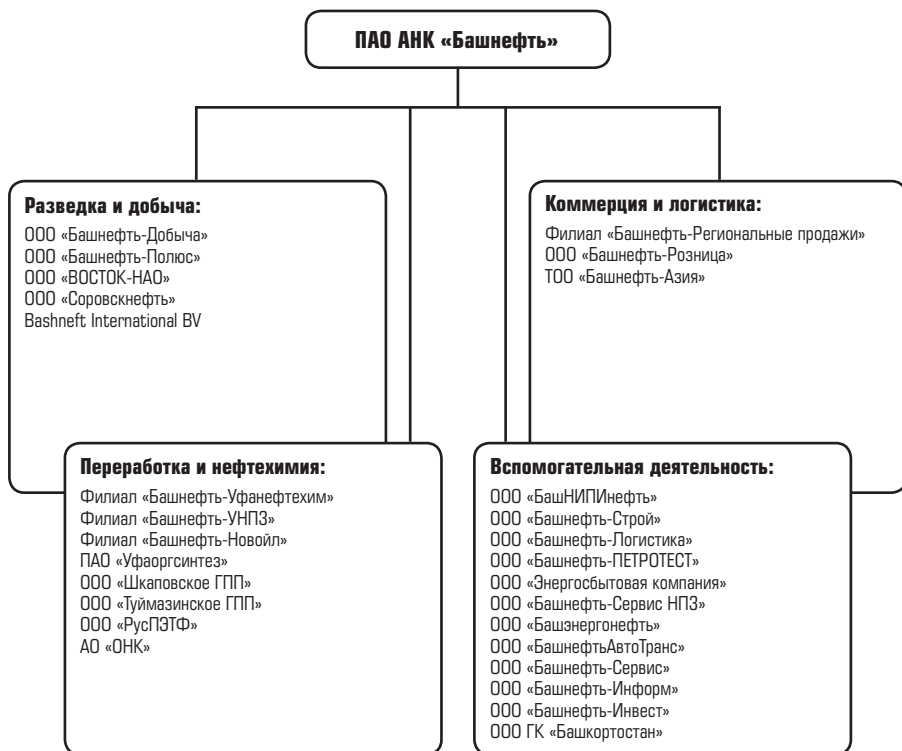 ПАО АНК «Башнефть»
Разведка и добыча:
ООО «Башнефть-Добыча»
ООО «Башнефть-Полюс»
ООО «ВОСТОК-НАО»
ООО «Соровскнефть»
Bashneft International BV
Коммерция и логистика:
Филиал «Башнефть-Региональные продажи»
ООО «Башнефть-Розница»
ТОО «Башнефть-Азия»
Переработка и нефтехимия:
Филиал «Башнефть-Уфанефтехим»
Филиал «Башнефть-УНПЗ»
Филиал «Башнефть-Новойл»
ПАО «Уфаоргсинтез»
ООО «Шкаповское ГПП»
ООО «Туймазинское ГПП»
ООО «РусПЭТФ»
АО «ОНК»
Вспомогательная деятельность:
ООО «БашНИПИнефть»
ООО «Башнефть-Строй»
ООО «Башнефть-Логистика»
ООО «Башнефть-ПЕТРОТЕСТ»
ООО «Энергосбытовая компания»
ООО «Башнефть-Сервис НПЗ»
ООО «Башэнергонефть»
ООО «БашнефтьАвтоТранс»
ООО «Башнефть-Сервис»
ООО «Башнефть-Информ»
ООО «Башнефть-Инвест»
ООО ГК «Башкортостан»